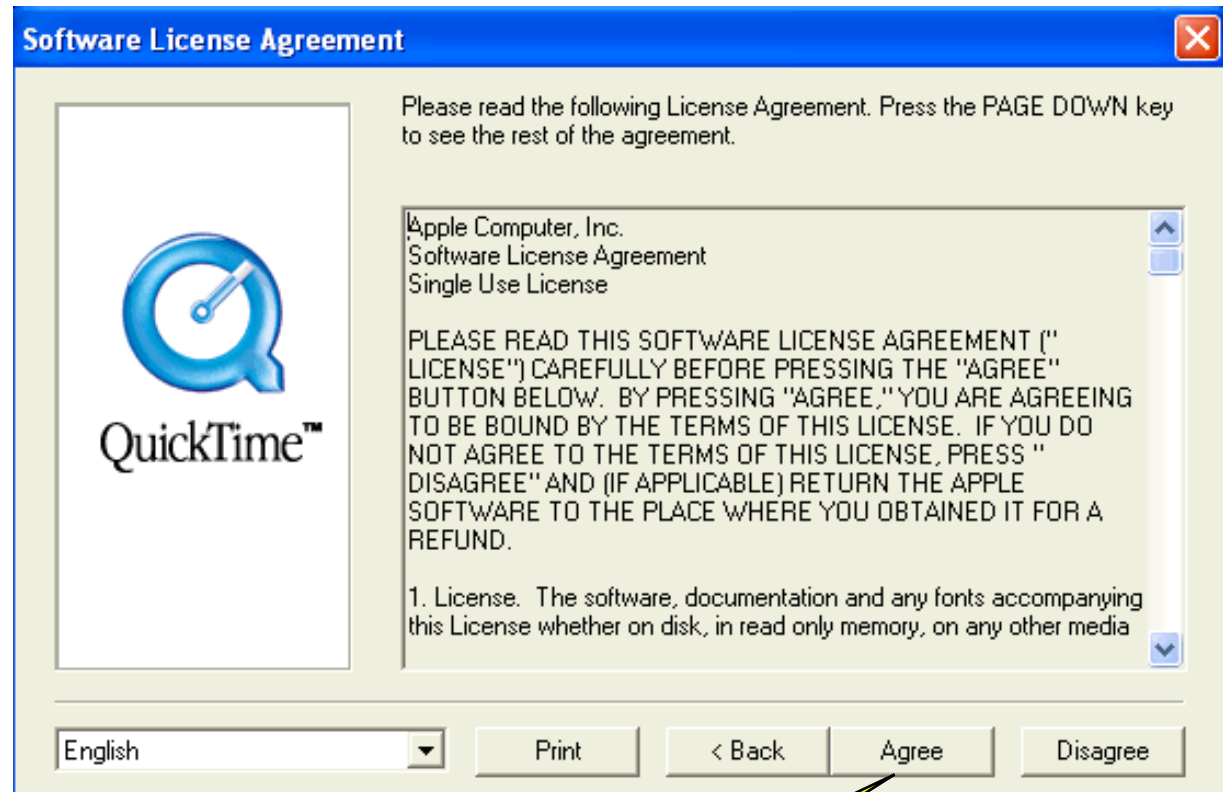 Software License Agreement
Please read the following License Agreement. Press the PAGE DOWN key
to see the rest of the agreement.
Apple Computer, Inc.
Software License Agreement
Single Use License
PLEASE READ THIS SOFTWARE LICENSE AGREEMENT ("
LICENSE") CAREFULLY BEFORE PRESSING THE "AGREE"
BUTTON BELOW.  BY PRESSING "AGREE," YOU ARE AGREEING
TO BE BOUND BY THE TERMS OF THIS LICENSE.  IF YOU DO
NOT AGREE TO THE TERMS OF THIS LICENSE, PRESS "
DISAGREE" AND (IF APPLICABLE) RETURN THE APPLE
SOFTWARE TO THE PLACE WHERE YOU OBTAINED IT FOR A
REFUND.
1. License.  The software, documentation and any fonts accompanying
this License whether on disk, in read only memory, on any other media
QuickTime™
English
Print
< Back
Agree
Disagree